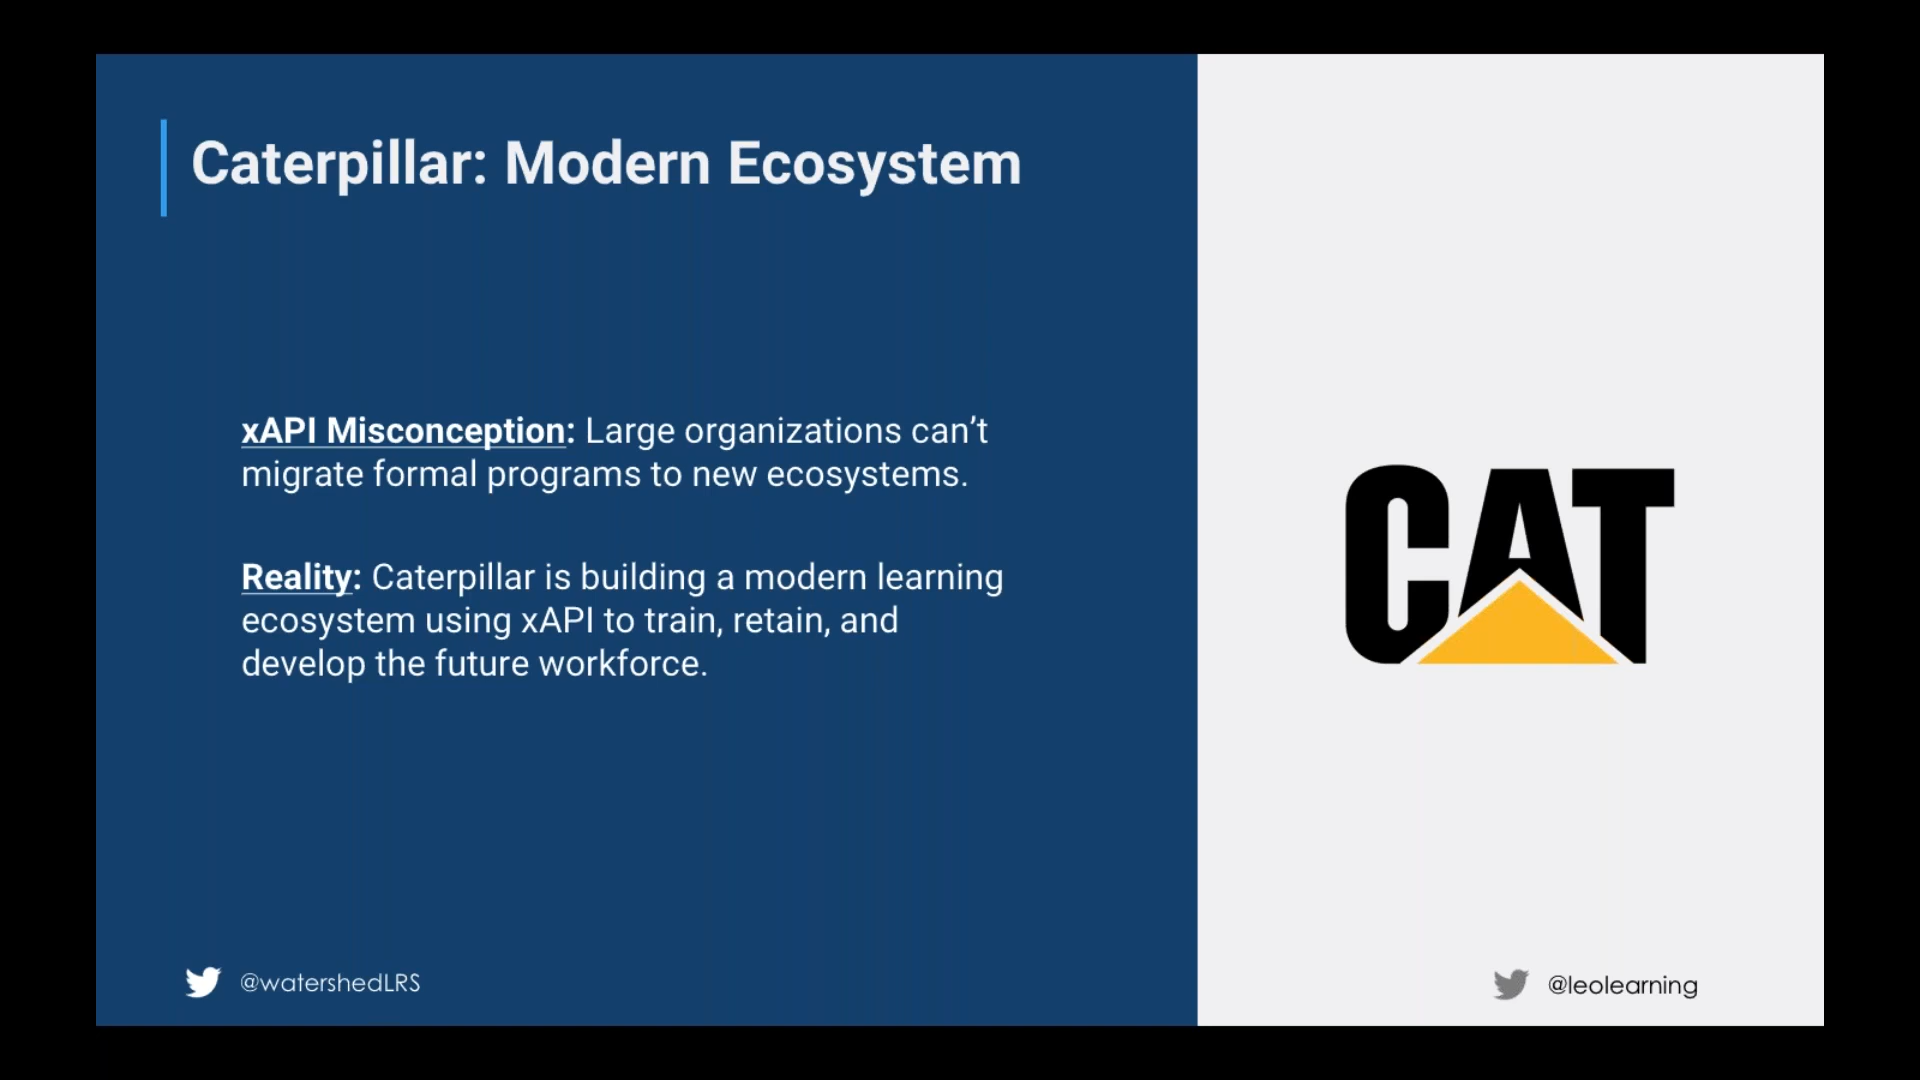 Caterpillar: Modern Ecosystem
xAPI Misconception: Large organizations can’t
migrate formal programs to new ecosystems.
Reality: Caterpillar is building a modern learning
ecosystem using xAPI to train, retain, and
develop the future workforce.
CAT
@watershedLRS
@leolearning